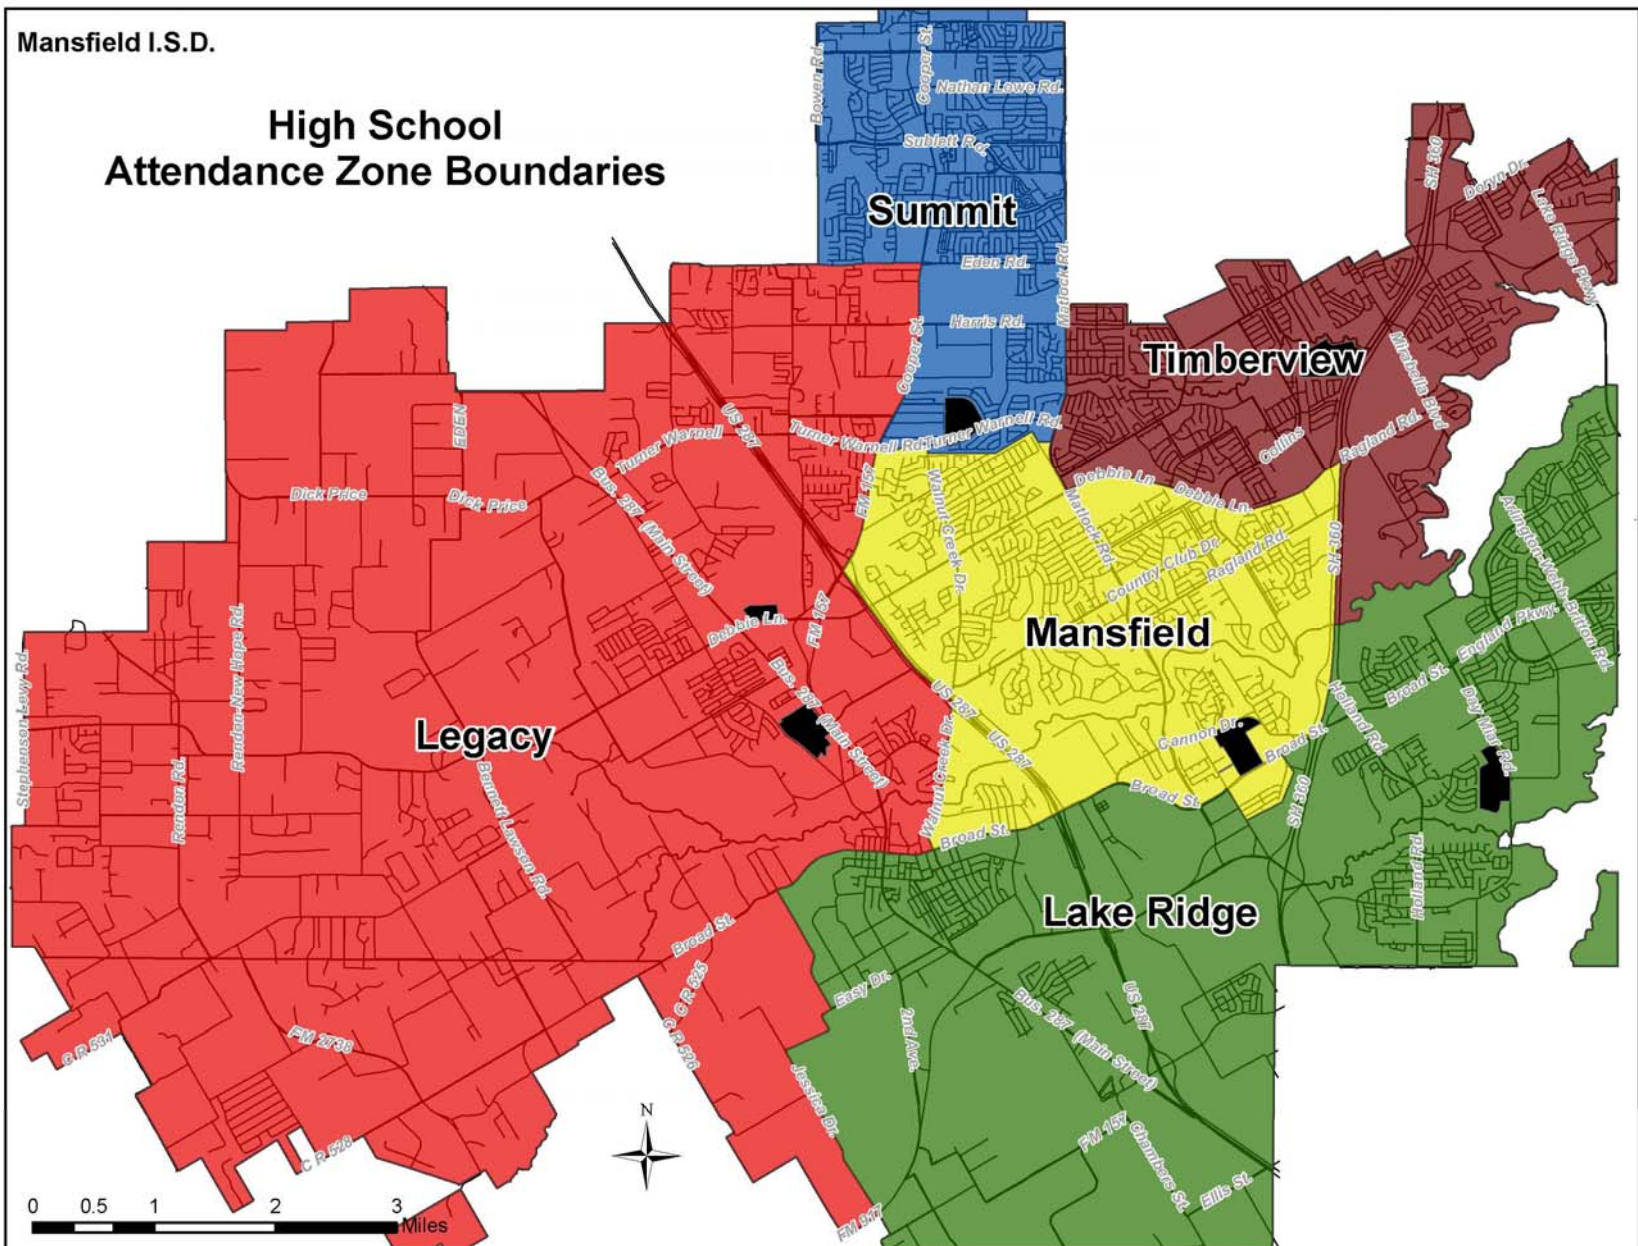 Mansfield I.S.D.
High School
Attendance Zone Boundaries
Bowen Rd.
Cooper St.
Nathan Lowe Rd.
Sublett Rd.
Summit
Eden Rd.
Matlock Rd.
Harris Rd.
Cooper St.
SH 360
Doryn Dr.
Lake Ridge Pkwy
Timberview
Mirabella Blvd
Ragland Rd.
Collins
EDEN
US 287
Turner Warnell
Turner Warnell Rd.
Turner Warnell Rd.
Dick Price
Dick Price
Bus. 287 (Main Street)
FM 157
Walnut Creek Dr.
Debbie Ln
Debbie Ln.
Matlock Rd.
Country Club Dr.
Ragland Rd.
SH 360
Arlington-Webb-Britton Rd.
Rendon-New Hope Rd.
Debbie Ln.
FM 157
Mansfield
England Pkwy.
Broad St.
Stephenson Levy Rd.
Legacy
Bus. 287 (Main Street)
US 287
US 287
Walnut Creek Dr.
Cannon Dr.
Broad St.
Holland Rd.
Day Miar Rd.
Rendon Rd.
Bennett Lawson Rd.
Broad St.
Broad St.
SH 360
Holland Rd.
Lake Ridge
Broad St.
C R 525
C R 526
Easy Dr.
2nd Ave.
US 287
Bus. 287 (Main Street)
C R 531
FM 2738
Jessica Dr.
FM 157
Chambers St.
Ellis St.
C R 528
FM 917
N
0 0.5 1 2 3
Miles